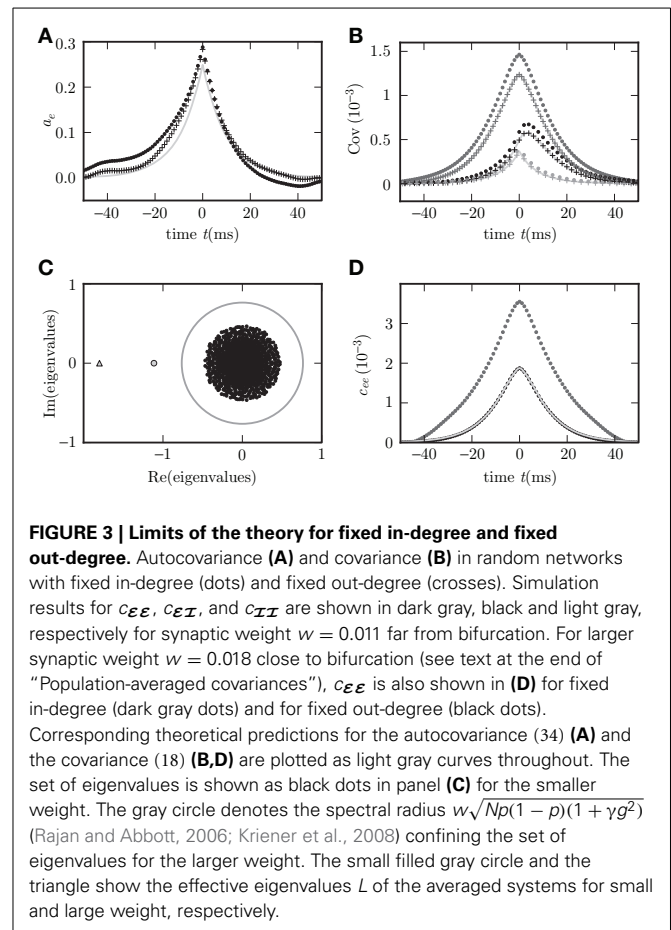 A
0.3
0.2
0.1
0.0
a_e
−40 −20 0 20 40
time t(ms)
B
1.5
1
0.5
0
Cov (10⁻³)
−40 −20 0 20 40
time t(ms)
C
1
0
−1
Im(eigenvalues)
−1 0 1
Re(eigenvalues)
D
3
2
1
0
c_ee (10⁻³)
−40 −20 0 20 40
time t(ms)
FIGURE 3 | Limits of the theory for fixed in-degree and fixed
out-degree. Autocovariance (A) and covariance (B) in random networks
with fixed in-degree (dots) and fixed out-degree (crosses). Simulation
results for c_ℰℰ, c_ℰℐ, and c_ℐℐ are shown in dark gray, black and light gray,
respectively for synaptic weight w = 0.011 far from bifurcation. For larger
synaptic weight w = 0.018 close to bifurcation (see text at the end of
“Population-averaged covariances”), c_ℰℰ is also shown in (D) for fixed
in-degree (dark gray dots) and for fixed out-degree (black dots).
Corresponding theoretical predictions for the autocovariance (34) (A) and
the covariance (18) (B,D) are plotted as light gray curves throughout. The
set of eigenvalues is shown as black dots in panel (C) for the smaller
weight. The gray circle denotes the spectral radius w√Np(1 − p)(1 + γg²)
(Rajan and Abbott, 2006; Kriener et al., 2008) confining the set of
eigenvalues for the larger weight. The small filled gray circle and the
triangle show the effective eigenvalues L of the averaged systems for small
and large weight, respectively.